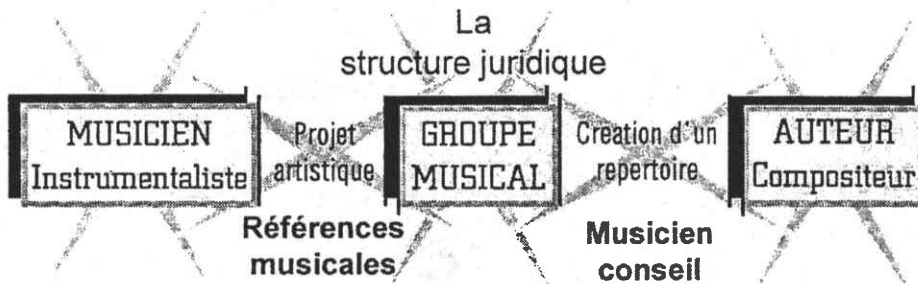 La
structure juridique
MUSICIEN
Instrumentaliste
Projet
artistique
GROUPE
MUSICAL
Creation d'un
repertoire
AUTEUR
Compositeur
Références
musicales
Musicien
conseil